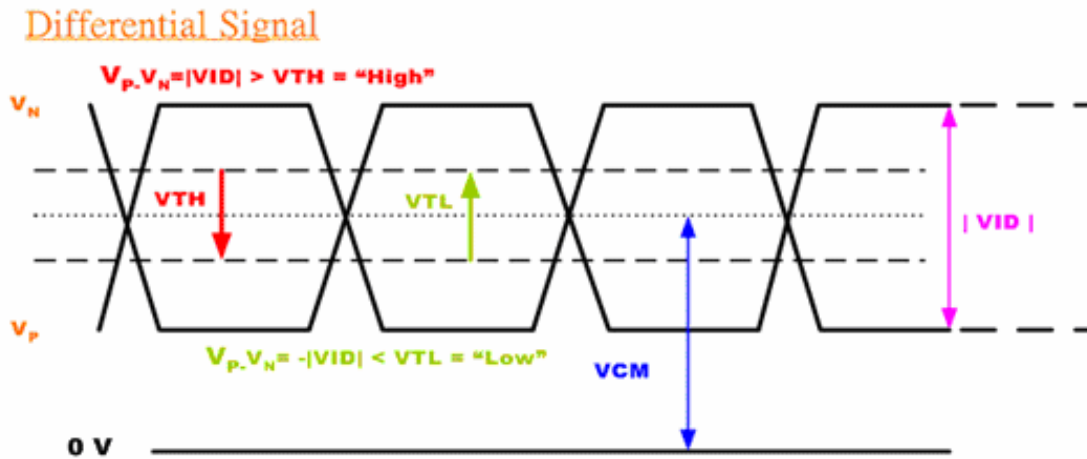 Differential Signal
VP-VN=|VID| > VTH = “High”
VN
VTH
VTL
| VID |
VP
VP-VN= -|VID| < VTL = “Low”
VCM
0 V